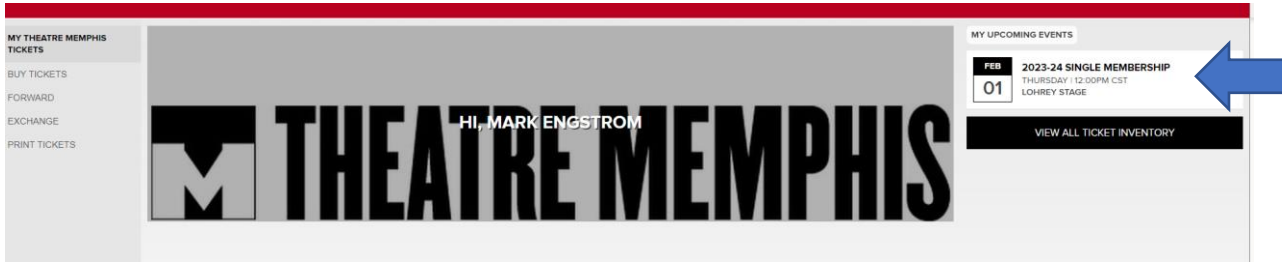 MY THEATRE MEMPHIS
TICKETS
BUY TICKETS
FORWARD
EXCHANGE
PRINT TICKETS
THEATRE MEMPHIS
HI, MARK ENGSTROM
MY UPCOMING EVENTS
FEB
01
2023-24 SINGLE MEMBERSHIP
THURSDAY | 12:00PM CST
LOHREY STAGE
VIEW ALL TICKET INVENTORY